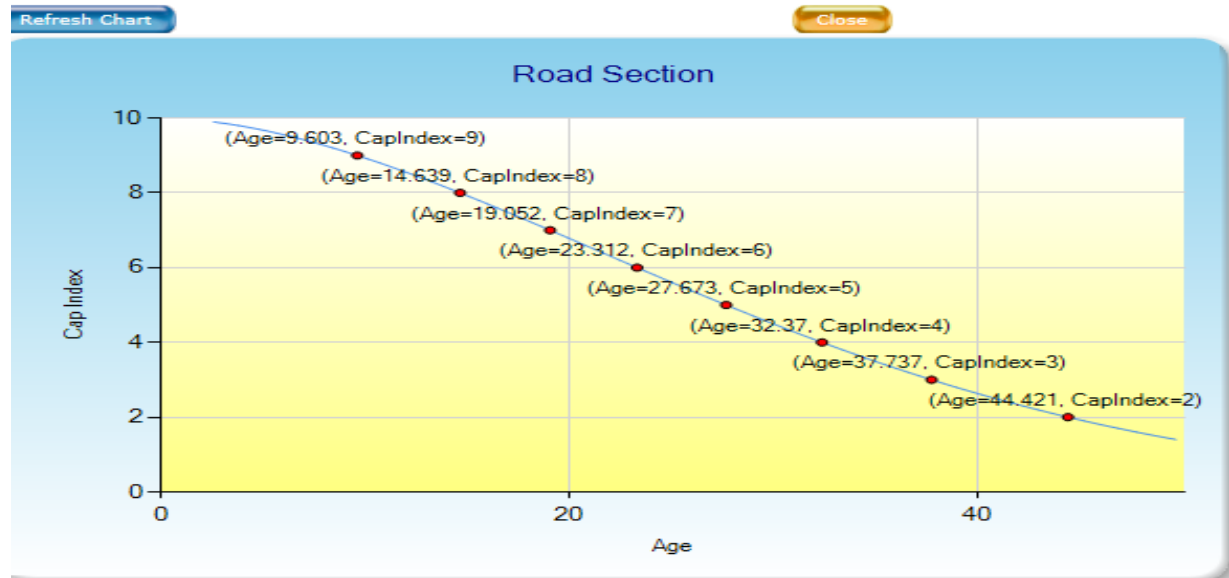 Refresh Chart
Close
Road Section
10
(Age=9.603, CapIndex=9)
(Age=14.639, CapIndex=8)
8
(Age=19.052, CapIndex=7)
(Age=23.312, CapIndex=6)
6
(Age=27.673, CapIndex=5)
(Age=32.37, CapIndex=4)
4
(Age=37.737, CapIndex=3)
(Age=44.421, CapIndex=2)
2
0
Cap Index
0 20 40
Age